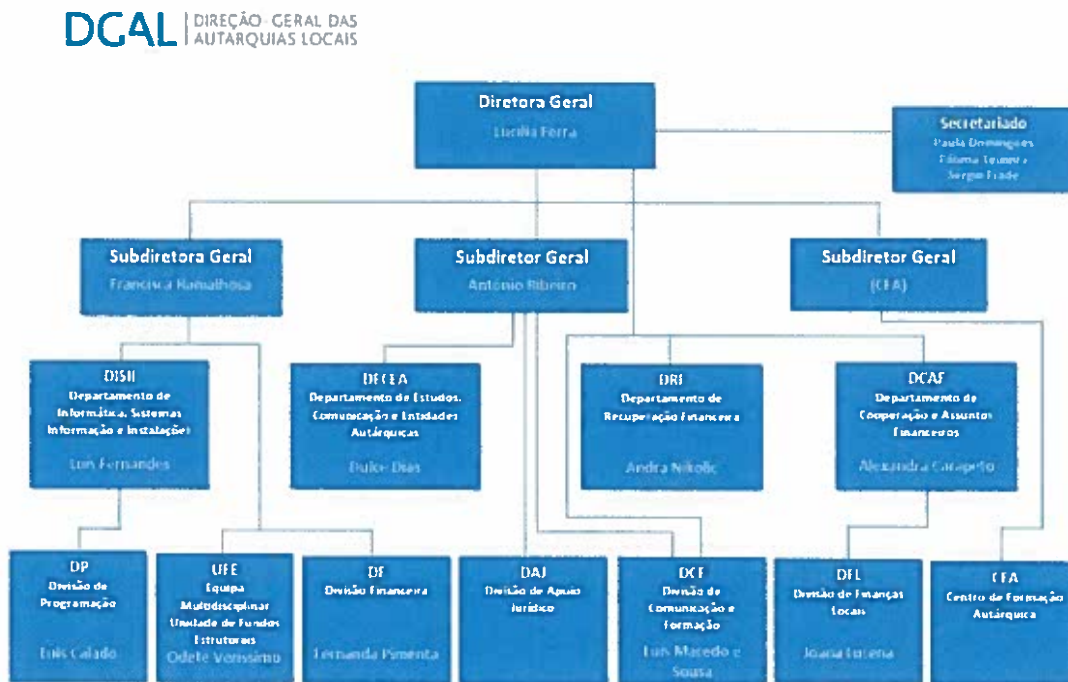 DGAL
DIREÇÃO-GERAL DAS
AUTARQUIAS LOCAIS
Diretora Geral
Lucília Ferra
Secretariado
Paula Domingues
Fátima
Sérgio Frade
Subdiretora Geral
Francisca Ramalhosa
Subdiretor Geral
António Ribeiro
Subdiretor Geral
(CFA)
DISII
Departamento de
Informática, Sistemas
Informação e Instalações
Luís Fernandes
DECEA
Departamento de Estudos,
Comunicação e Entidades
Autárquicas
Dulce Dias
DRF
Departamento de
Recuperação Financeira
Andra Nikolic
DCAF
Departamento de
Cooperação e Assuntos
Financeiros
Alexandra Carapeto
DP
Divisão de
Programação
Luís Calado
UFE
Equipa
Multidisciplinar
Unidade de Fundos
Estruturais
Odete Veríssimo
DF
Divisão Financeira
Fernanda Pimenta
DAJ
Divisão de Apoio
Jurídico
DCF
Divisão de
Comunicação e
Formação
Luís Macedo e
Sousa
DFL
Divisão de Finanças
Locais
Joana Lucena
CFA
Centro de Formação
Autárquica